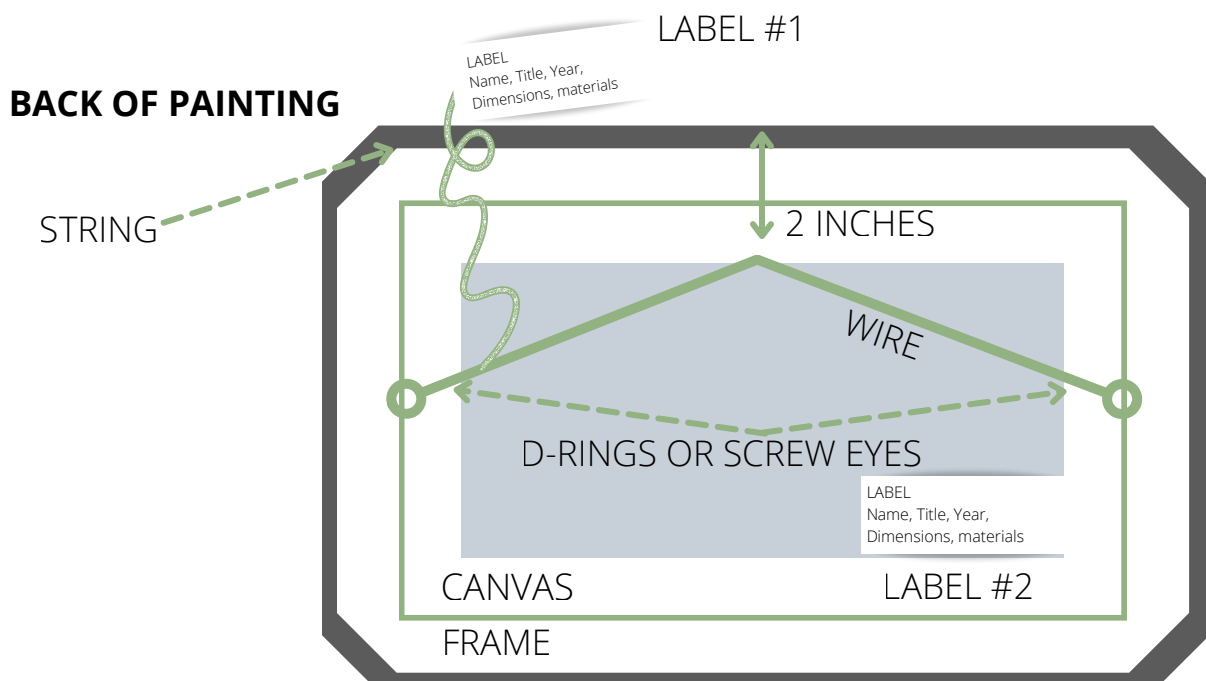 LABEL #1
LABEL
Name, Title, Year,
Dimensions, materials
BACK OF PAINTING
STRING
2 INCHES
WIRE
D-RINGS OR SCREW EYES
LABEL
Name, Title, Year,
Dimensions, materials
CANVAS
LABEL #2
FRAME